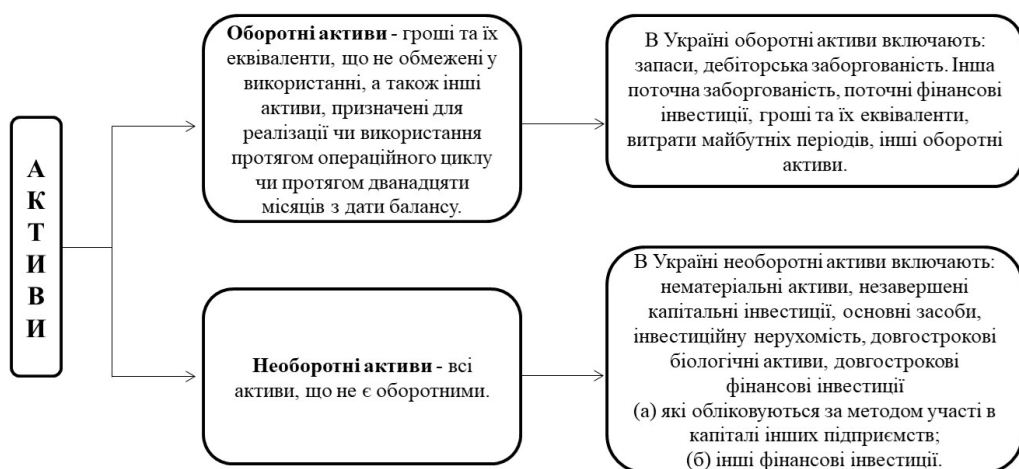 АКТИВИ
Оборотні активи - гроші та їх
еквіваленти, що не обмежені у
використанні, а також інші
активи, призначені для
реалізації чи використання
протягом операційного циклу
чи протягом дванадцяти
місяців з дати балансу.
В Україні оборотні активи включають:
запаси, дебіторська заборгованість. Інша
поточна заборгованість, поточні фінансові
інвестиції, гроші та їх еквіваленти,
витрати майбутніх періодів, інші оборотні
активи.
Необоротні активи - всі
активи, що не є оборотними.
В Україні необоротні активи включають:
нематеріальні активи, незавершені
капітальні інвестиції, основні засоби,
інвестиційну нерухомість, довгострокові
біологічні активи, довгострокові
фінансові інвестиції
(а) які обліковуються за методом участі в
капіталі інших підприємств;
(б) інші фінансові інвестиції.